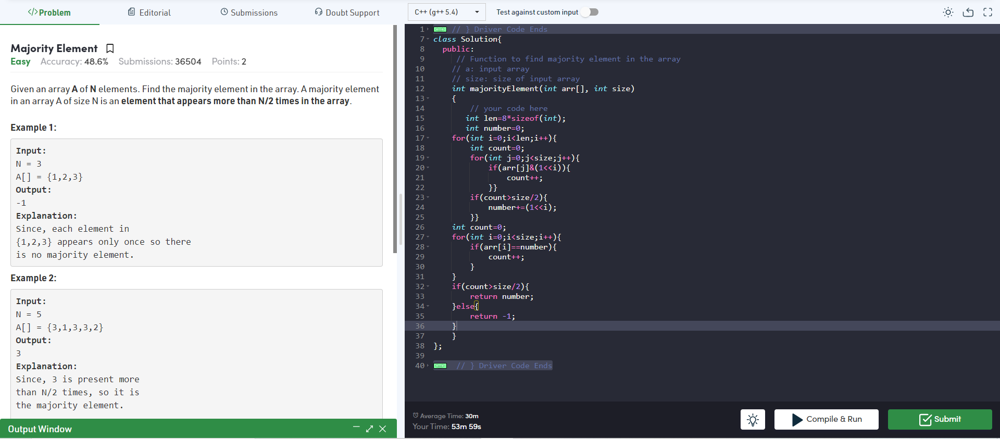 </>Problem
Editorial
Submissions
Doubt Support
Majority Element
Easy Accuracy: 48.6% Submissions: 36504 Points: 2
Given an array A of N elements. Find the majority element in the array. A majority element
in an array A of size N is an element that appears more than N/2 times in the array.
Example 1:
Input:
N = 3
A[] = {1,2,3}
Output:
-1
Explanation:
Since, each element in
{1,2,3} appears only once so there
is no majority element.
Example 2:
Input:
N = 5
A[] = {3,1,3,3,2}
Output:
3
Explanation:
Since, 3 is present more
than N/2 times, so it is
the majority element.
Output Window
C++ (g++ 5.4)
Test against custom input
1 // } Driver Code Ends
7 class Solution{
8 public:
9 // Function to find majority element in the array
10 // a: input array
11 // size: size of input array
12 int majorityElement(int arr[], int size)
13 {
14 // your code here
15 int len=8*sizeof(int);
16 int number=0;
17 for(int i=0;i<len;i++){
18 int count=0;
19 for(int j=0;j<size;j++){
20 if(arr[j]&(1<<i)){
21 count++;
22 }}
23 if(count>size/2){
24 number+=(1<<i);
25 }}
26 int count=0;
27 for(int i=0;i<size;i++){
28 if(arr[i]==number){
29 count++;
30 }
31 }
32 if(count>size/2){
33 return number;
34 }else{
35 return -1;
36 }
37 }
38 };
39
40 // } Driver Code Ends
Average Time: 30m
Your Time: 53m 59s
Compile & Run
Submit